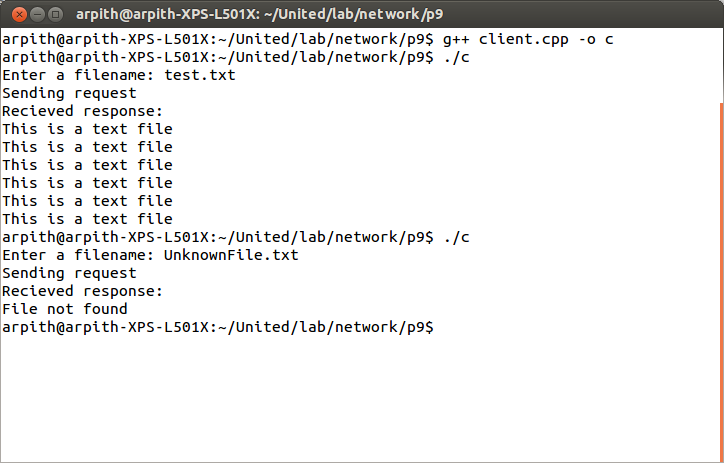 arpith@arpith-XPS-L501X: ~/United/lab/network/p9
arpith@arpith-XPS-L501X:~/United/lab/network/p9$ g++ client.cpp -o c
arpith@arpith-XPS-L501X:~/United/lab/network/p9$ ./c
Enter a filename: test.txt
Sending request
Recieved response:
This is a text file
This is a text file
This is a text file
This is a text file
This is a text file
This is a text file
arpith@arpith-XPS-L501X:~/United/lab/network/p9$ ./c
Enter a filename: UnknownFile.txt
Sending request
Recieved response:
File not found
arpith@arpith-XPS-L501X:~/United/lab/network/p9$